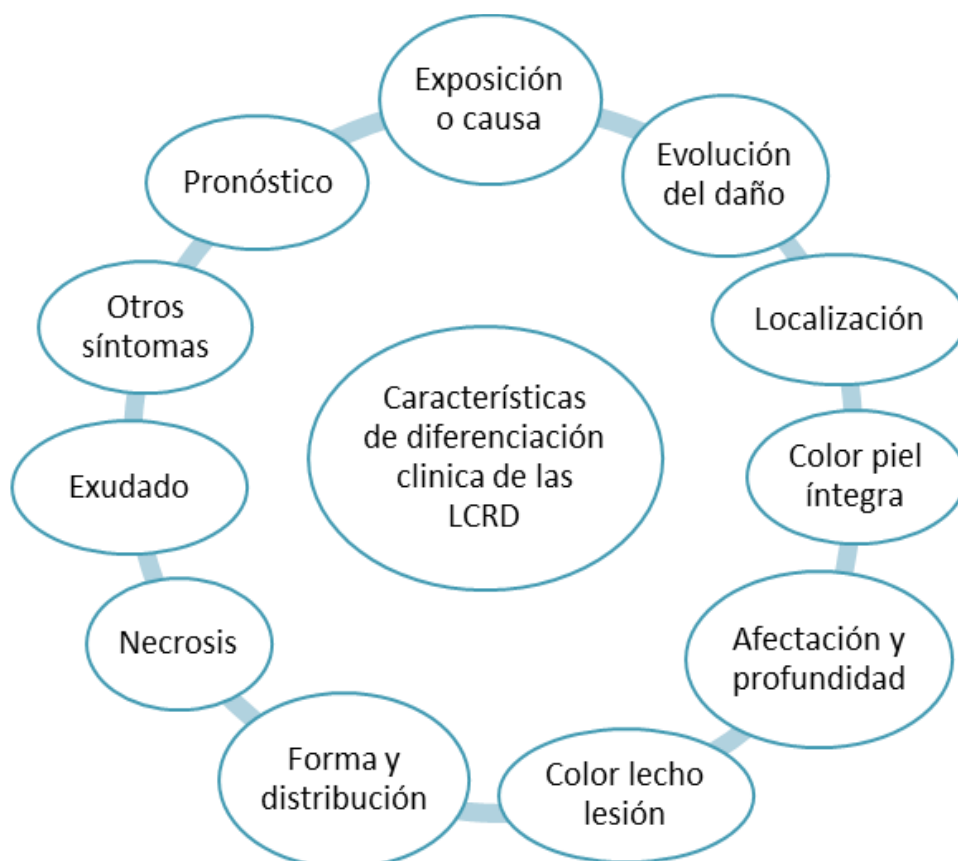 Exposición
o causa
Evolución
del daño
Localización
Color piel
íntegra
Afectación y
profundidad
Color lecho
lesión
Forma y
distribución
Necrosis
Exudado
Otros
síntomas
Pronóstico
Características
de diferenciación
clinica de las
LCRD